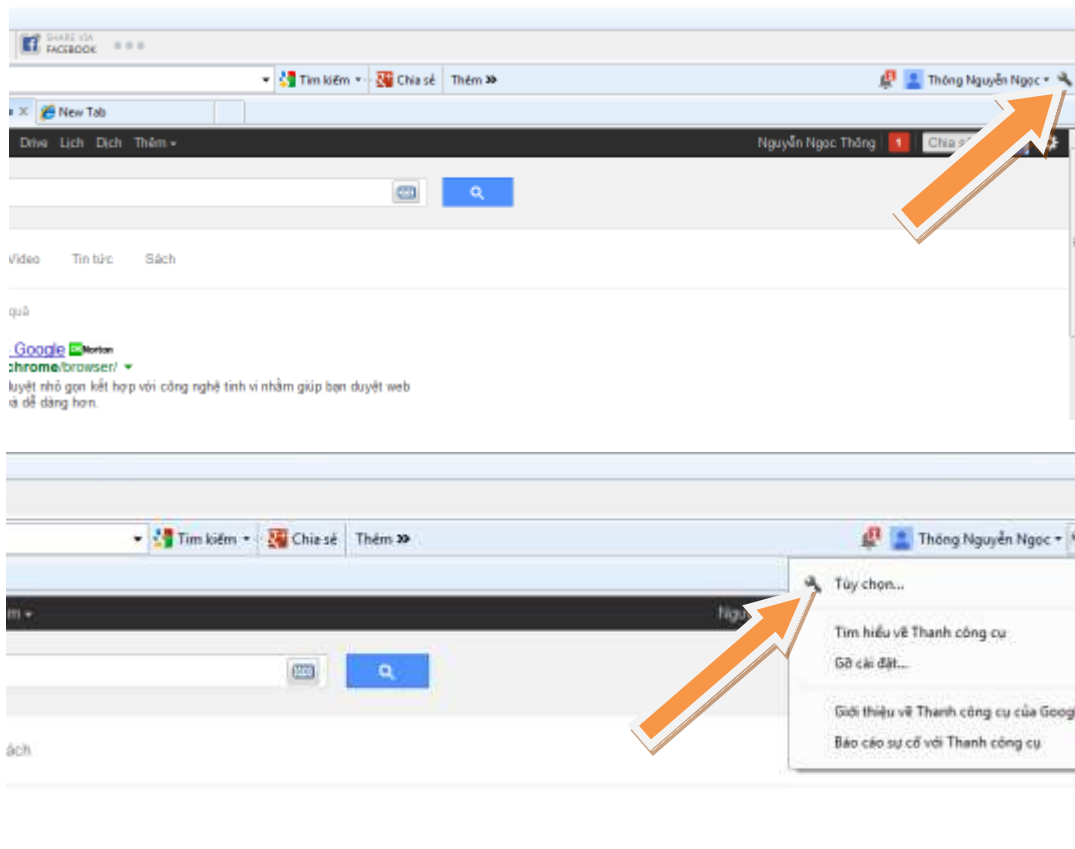 SHARE VIA
FACEBOOK
Tìm kiếm Chia sẻ Thêm »
Thông Nguyễn Ngọc
New Tab
Drive Lịch Dịch Thêm
Nguyễn Ngọc Thông 1 Chia s
Video Tin tức Sách
quả
Google Norton
chrome/browser/
duyệt nhỏ gọn kết hợp với công nghệ tinh vi nhằm giúp bạn duyệt web
và dễ dàng hơn.
Tìm kiếm Chia sẻ Thêm »
Thông Nguyễn Ngọc
m
Ngu
Tùy chọn...
Tìm hiểu về Thanh công cụ
Gỡ cài đặt...
Giới thiệu về Thanh công cụ của Goog
Báo cáo sự cố với Thanh công cụ
ách